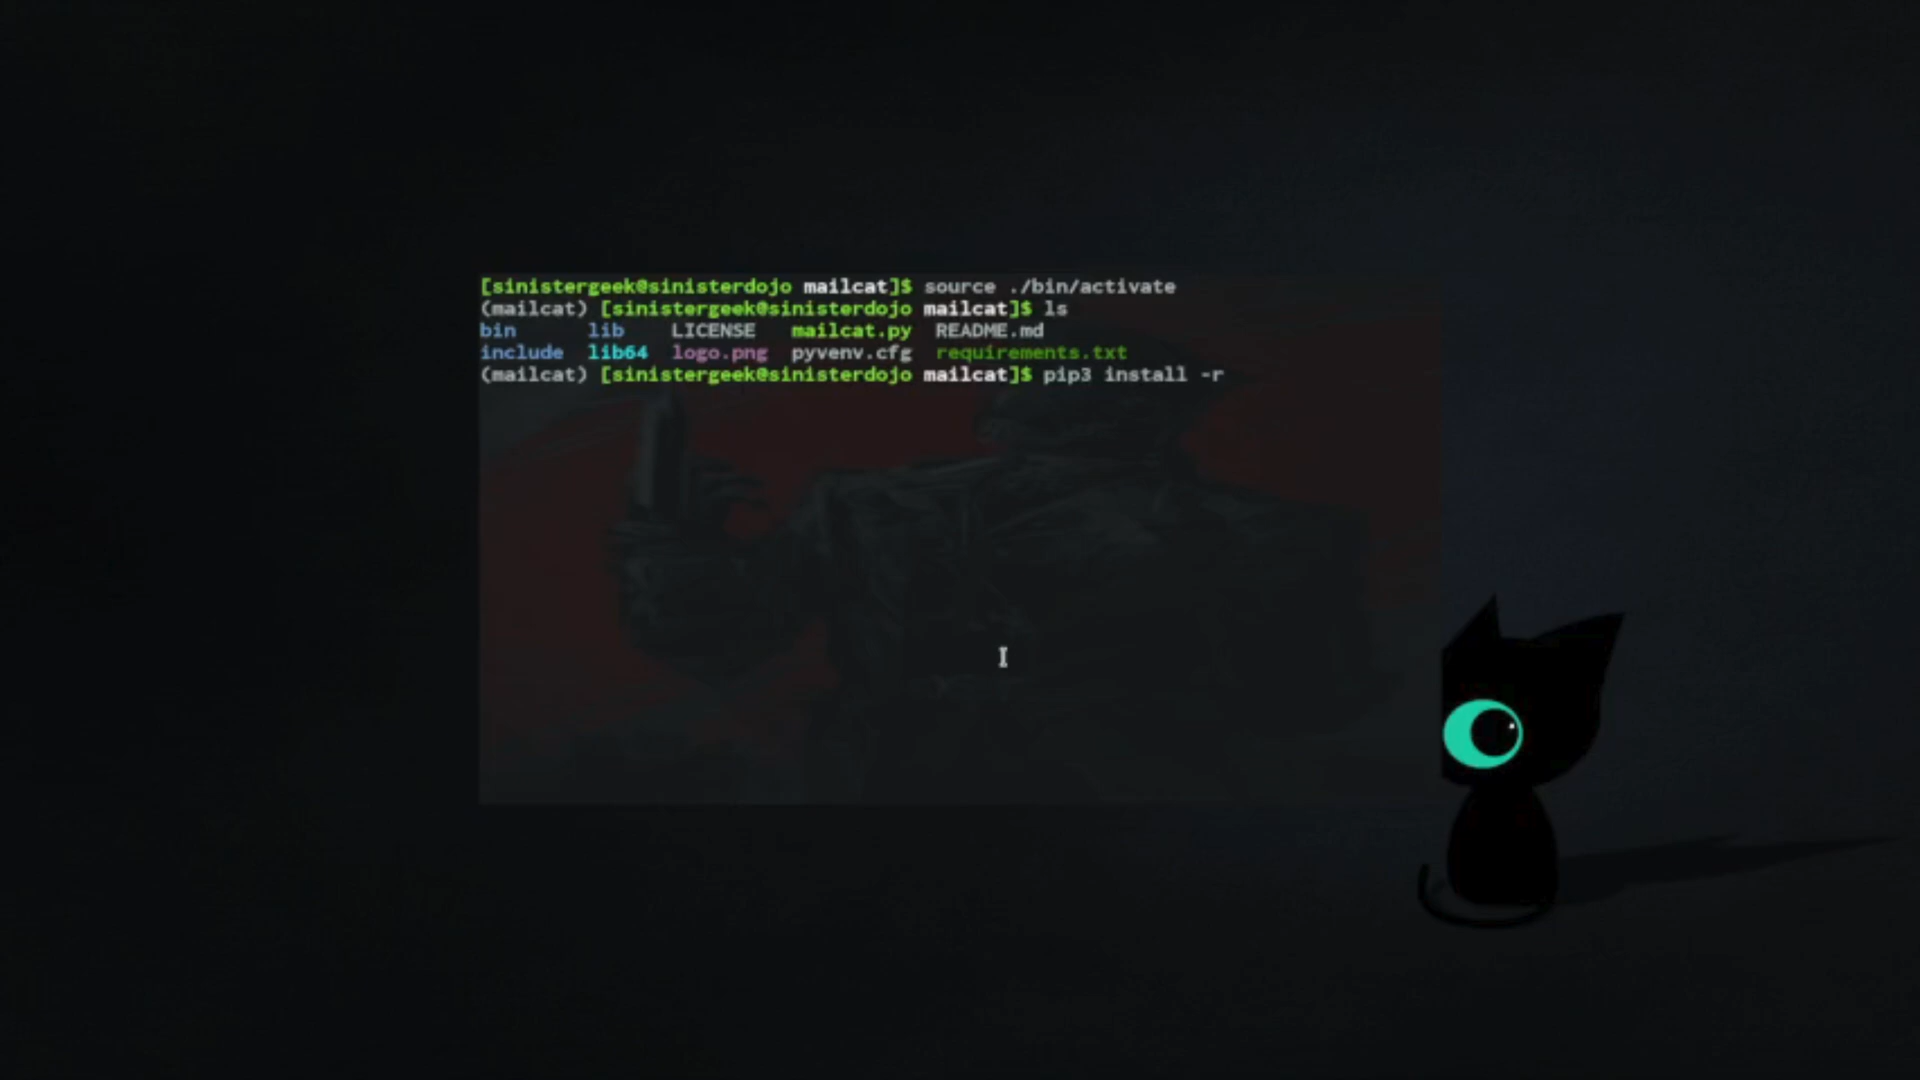 [sinistergeek@sinisterdojo mailcat]$ source ./bin/activate
(mailcat) [sinistergeek@sinisterdojo mailcat]$ ls
bin lib LICENSE mailcat.py README.md
include lib64 logo.png pyvenv.cfg requirements.txt
(mailcat) [sinistergeek@sinisterdojo mailcat]$ pip3 install -r